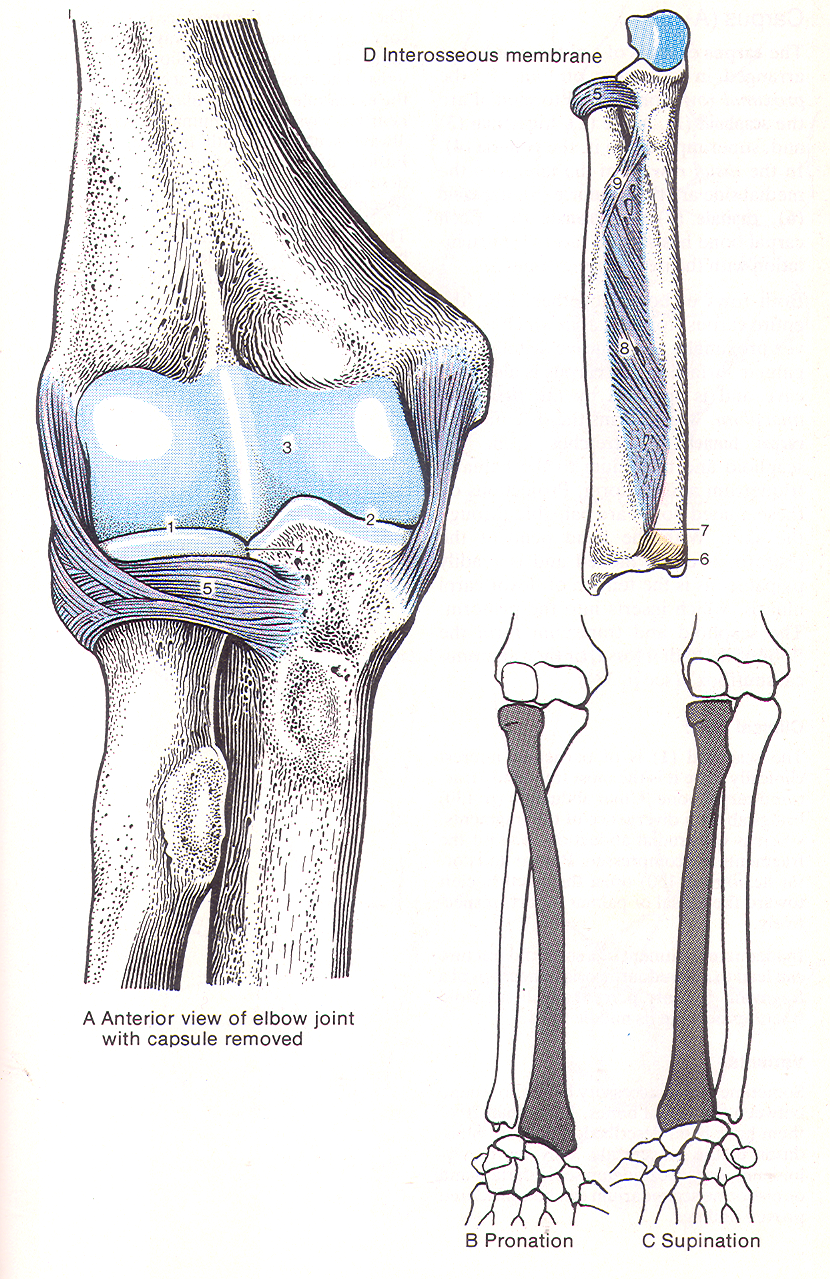 D Interosseous membrane
5
9
8
7
6
3
1
2
4
5
A Anterior view of elbow joint
with capsule removed
B Pronation
C Supination